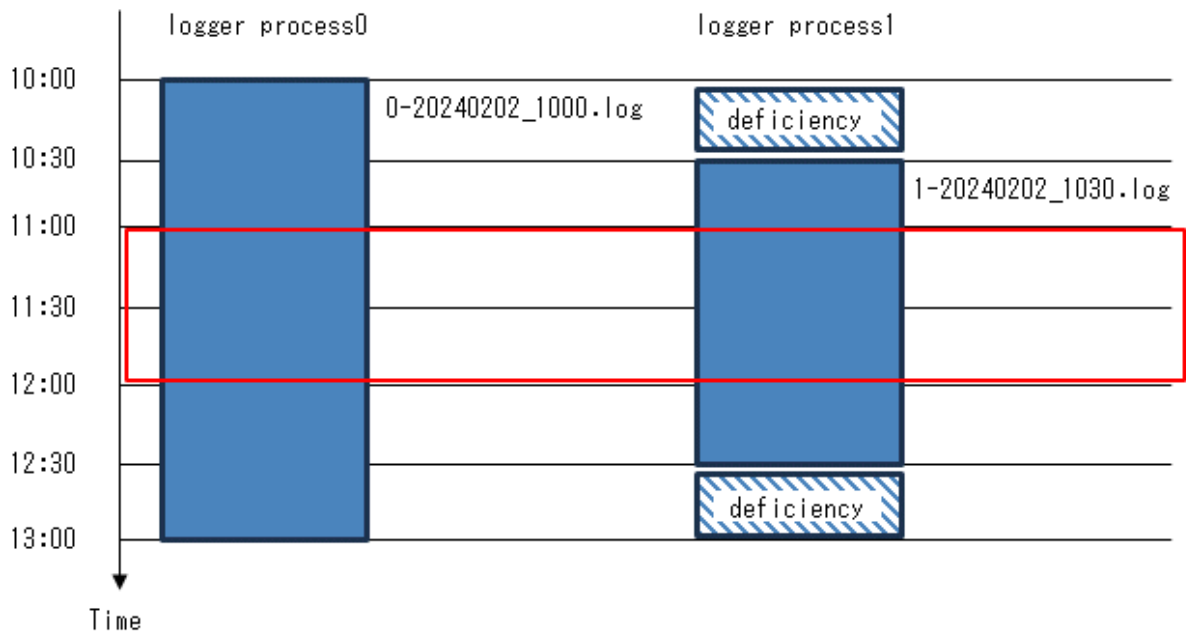 logger process0
logger process1
10:00
0-20240202_1000.log
deficiency
10:30
1-20240202_1030.log
11:00
11:30
12:00
12:30
deficiency
13:00
Time